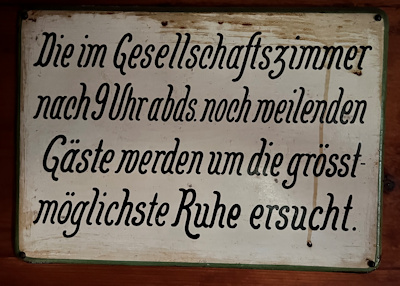 Die im Gesellschaftszimmer
nach 9 Uhr abds. noch weilenden
Gäste werden um die grösst-
möglichste Ruhe ersucht.